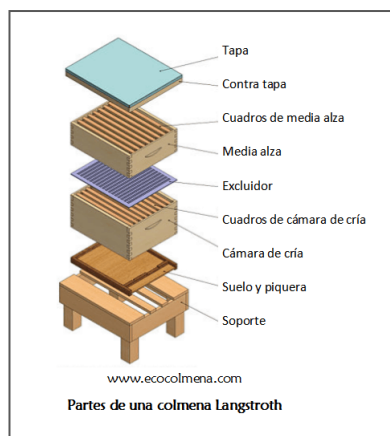 Tapa
Contra tapa
Cuadros de media alza
Media alza
Excluidor
Cuadros de cámara de cría
Cámara de cría
Suelo y piquera
Soporte
www.ecocolmena.com
Partes de una colmena Langstroth